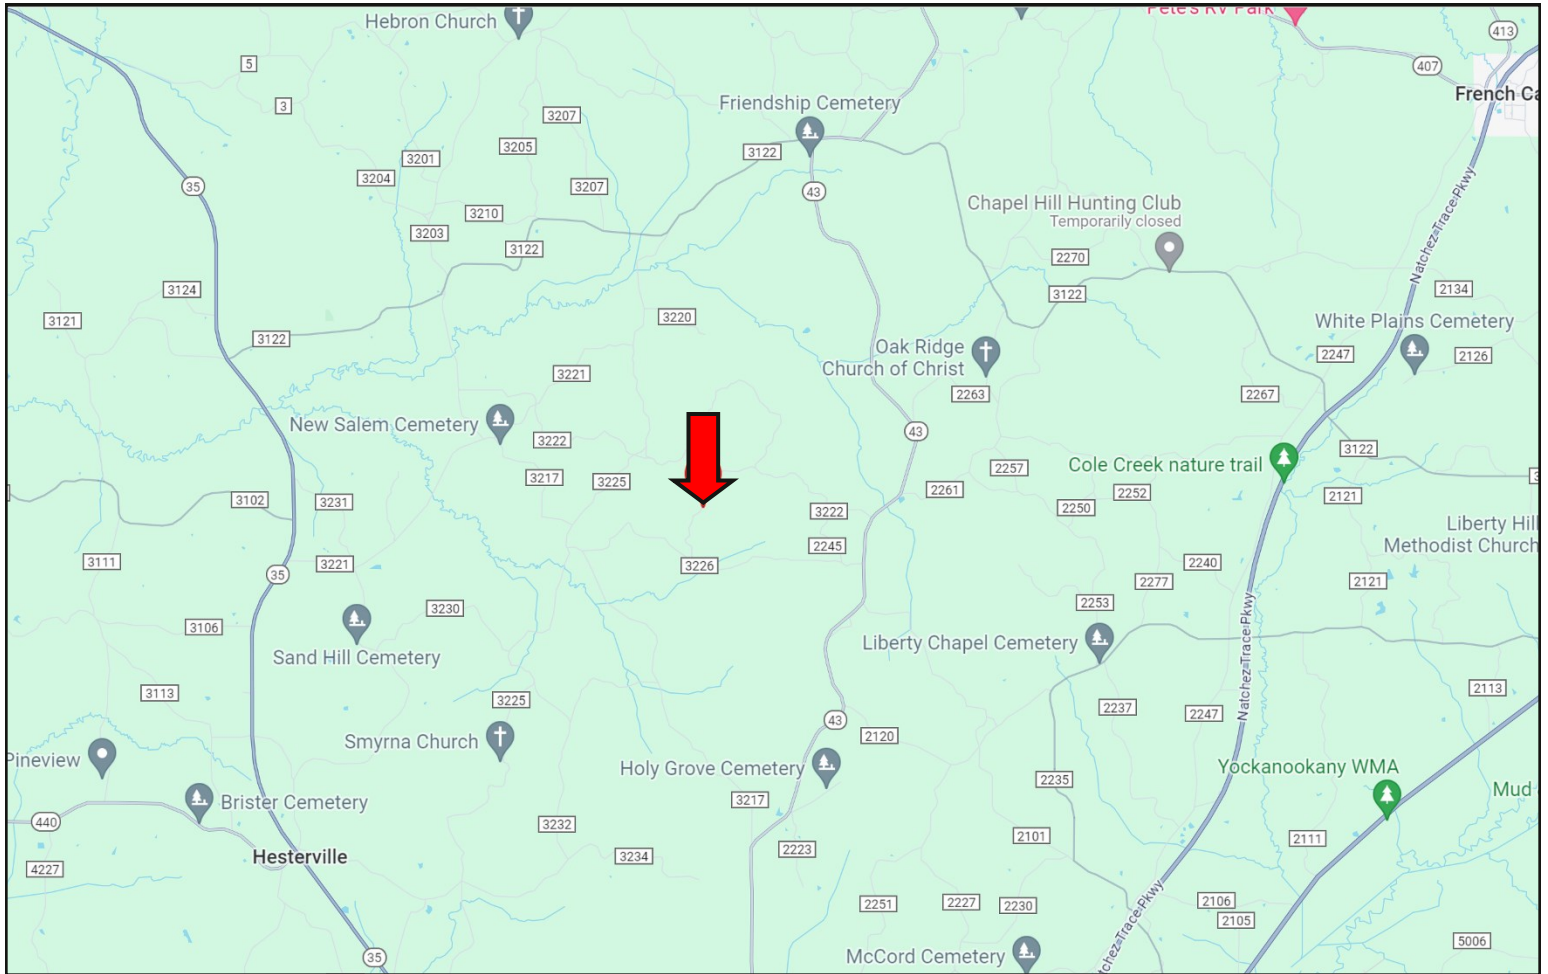 Pete's RV Park
Hebron Church
413
5
407
French Ca
3
Friendship Cemetery
3207
3205
3122
3201
3204
3207
35
43
Chapel Hill Hunting Club
Temporarily closed
3210
3203
3122
2270
Natchez Trace Pkwy
3124
2134
3122
3121
3220
White Plains Cemetery
3122
Oak Ridge
Church of Christ
2247
2126
3221
2263
2267
New Salem Cemetery
43
3222
3122
Cole Creek nature trail
3217
3225
2257
2261
2252
3102
3231
2121
2250
3222
Liberty Hill
Methodist Church
2245
3111
3221
3226
2240
35
2277
2121
2253
3230
3106
Natchez Trace Pkwy
Liberty Chapel Cemetery
Sand Hill Cemetery
3113
2113
3225
2237
2247
43
2120
Smyrna Church
Pineview
Holy Grove Cemetery
Yockanookany WMA
2235
Mud
3217
Brister Cemetery
440
3232
2101
2111
2223
Hesterville
3234
4227
2251
2227
2230
2106
2105
Natchez Trace Pkwy
5006
McCord Cemetery
35